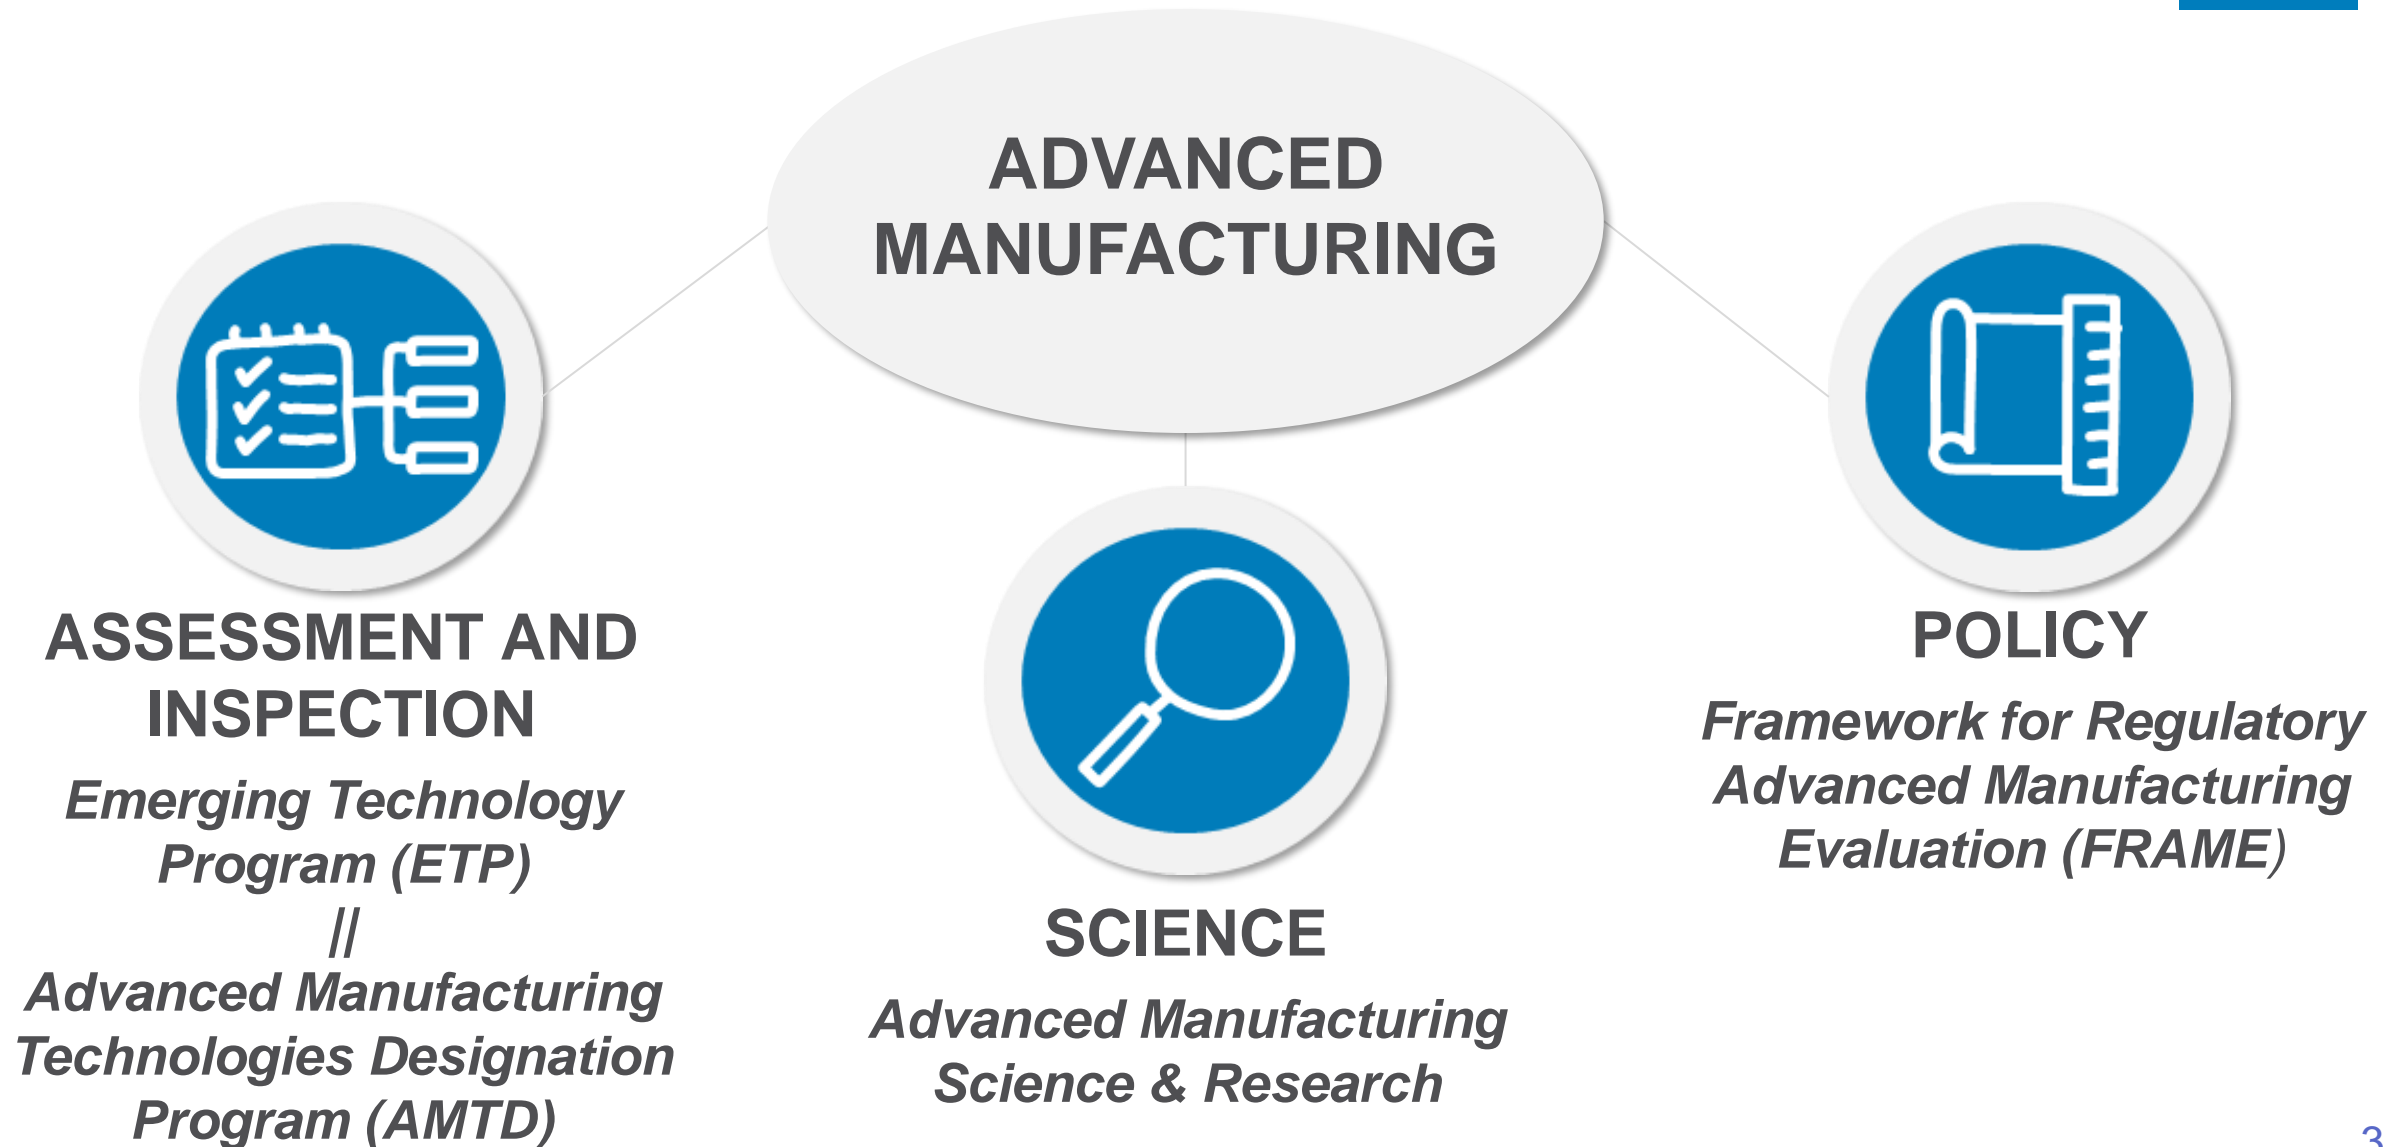 ADVANCED
MANUFACTURING
ASSESSMENT AND
INSPECTION
Emerging Technology
Program (ETP)
//
Advanced Manufacturing
Technologies Designation
Program (AMTD)
SCIENCE
Advanced Manufacturing
Science & Research
POLICY
Framework for Regulatory
Advanced Manufacturing
Evaluation (FRAME)
3